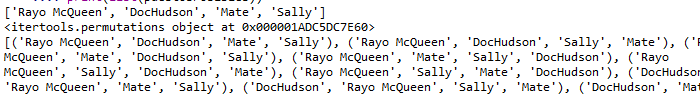 ['Rayo McQueen', 'DocHudson', 'Mate', 'Sally']
<itertools.permutations object at 0x000001ADC5DC7E60>
[('Rayo McQueen', 'DocHudson', 'Mate', 'Sally'), ('Rayo McQueen', 'DocHudson', 'Sally', 'Mate'), ('R
McQueen', 'Mate', 'DocHudson', 'Sally'), ('Rayo McQueen', 'Mate', 'Sally', 'DocHudson'), ('Rayo
McQueen', 'Sally', 'DocHudson', 'Mate'), ('Rayo McQueen', 'Sally', 'Mate', 'DocHudson'), ('DocHudso
'Rayo McQueen', 'Mate', 'Sally'), ('DocHudson', 'Rayo McQueen', 'Sally', 'Mate'), ('DocHudson', 'Ma